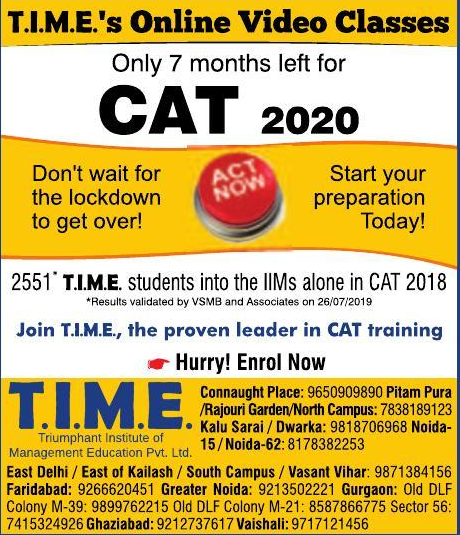 T.I.M.E.'s Online Video Classes
Only 7 months left for
CAT 2020
Don't wait for
the lockdown
to get over!
ACT
NOW
Start your
preparation
Today!
2551* T.I.M.E. students into the IIMs alone in CAT 2018
*Results validated by VSMB and Associates on 26/07/2019
Join T.I.M.E., the proven leader in CAT training
Hurry! Enrol Now
T.I.M.E.
Triumphant Institute of
Management Education Pvt. Ltd.
Connaught Place: 9650909890 Pitam Pura
/Rajouri Garden/North Campus: 7838189123
Kalu Sarai / Dwarka: 9818706968 Noida-
15 / Noida-62: 8178382253
East Delhi / East of Kailash / South Campus / Vasant Vihar: 9871384156
Faridabad: 9266620451 Greater Noida: 9213502221 Gurgaon: Old DLF
Colony M-39: 9899762215 Old DLF Colony M-21: 8587866775 Sector 56:
7415324926 Ghaziabad: 9212737617 Vaishali: 9717121456